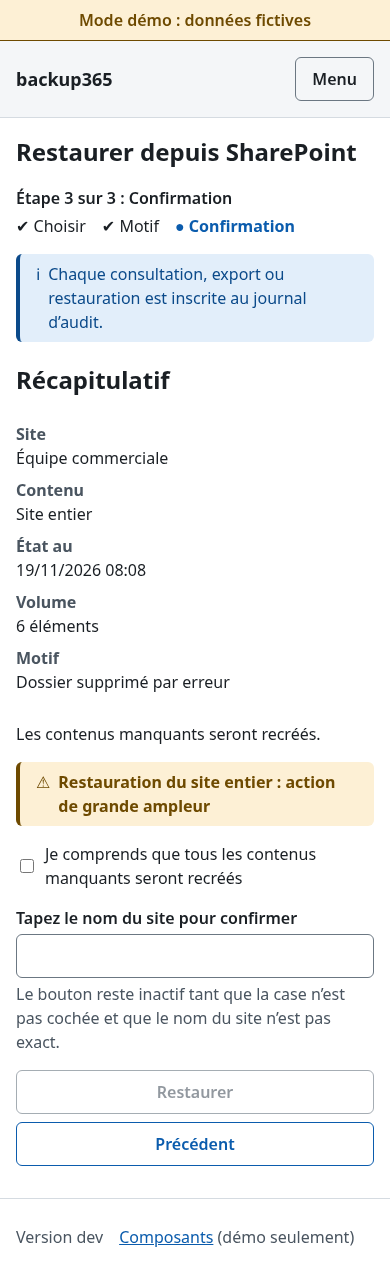 Mode démo : données fictives
backup365
Menu
Restaurer depuis SharePoint
Étape 3 sur 3 : Confirmation
✔ Choisir ✔ Motif ● Confirmation
i Chaque consultation, export ou
restauration est inscrite au journal
d’audit.
Récapitulatif
Site
Équipe commerciale
Contenu
Site entier
État au
19/11/2026 08:08
Volume
6 éléments
Motif
Dossier supprimé par erreur
Les contenus manquants seront recréés.
⚠ Restauration du site entier : action
de grande ampleur
Je comprends que tous les contenus
manquants seront recréés
Tapez le nom du site pour confirmer
Le bouton reste inactif tant que la case n’est
pas cochée et que le nom du site n’est pas
exact.
Restaurer
Précédent
Version dev Composants (démo seulement)